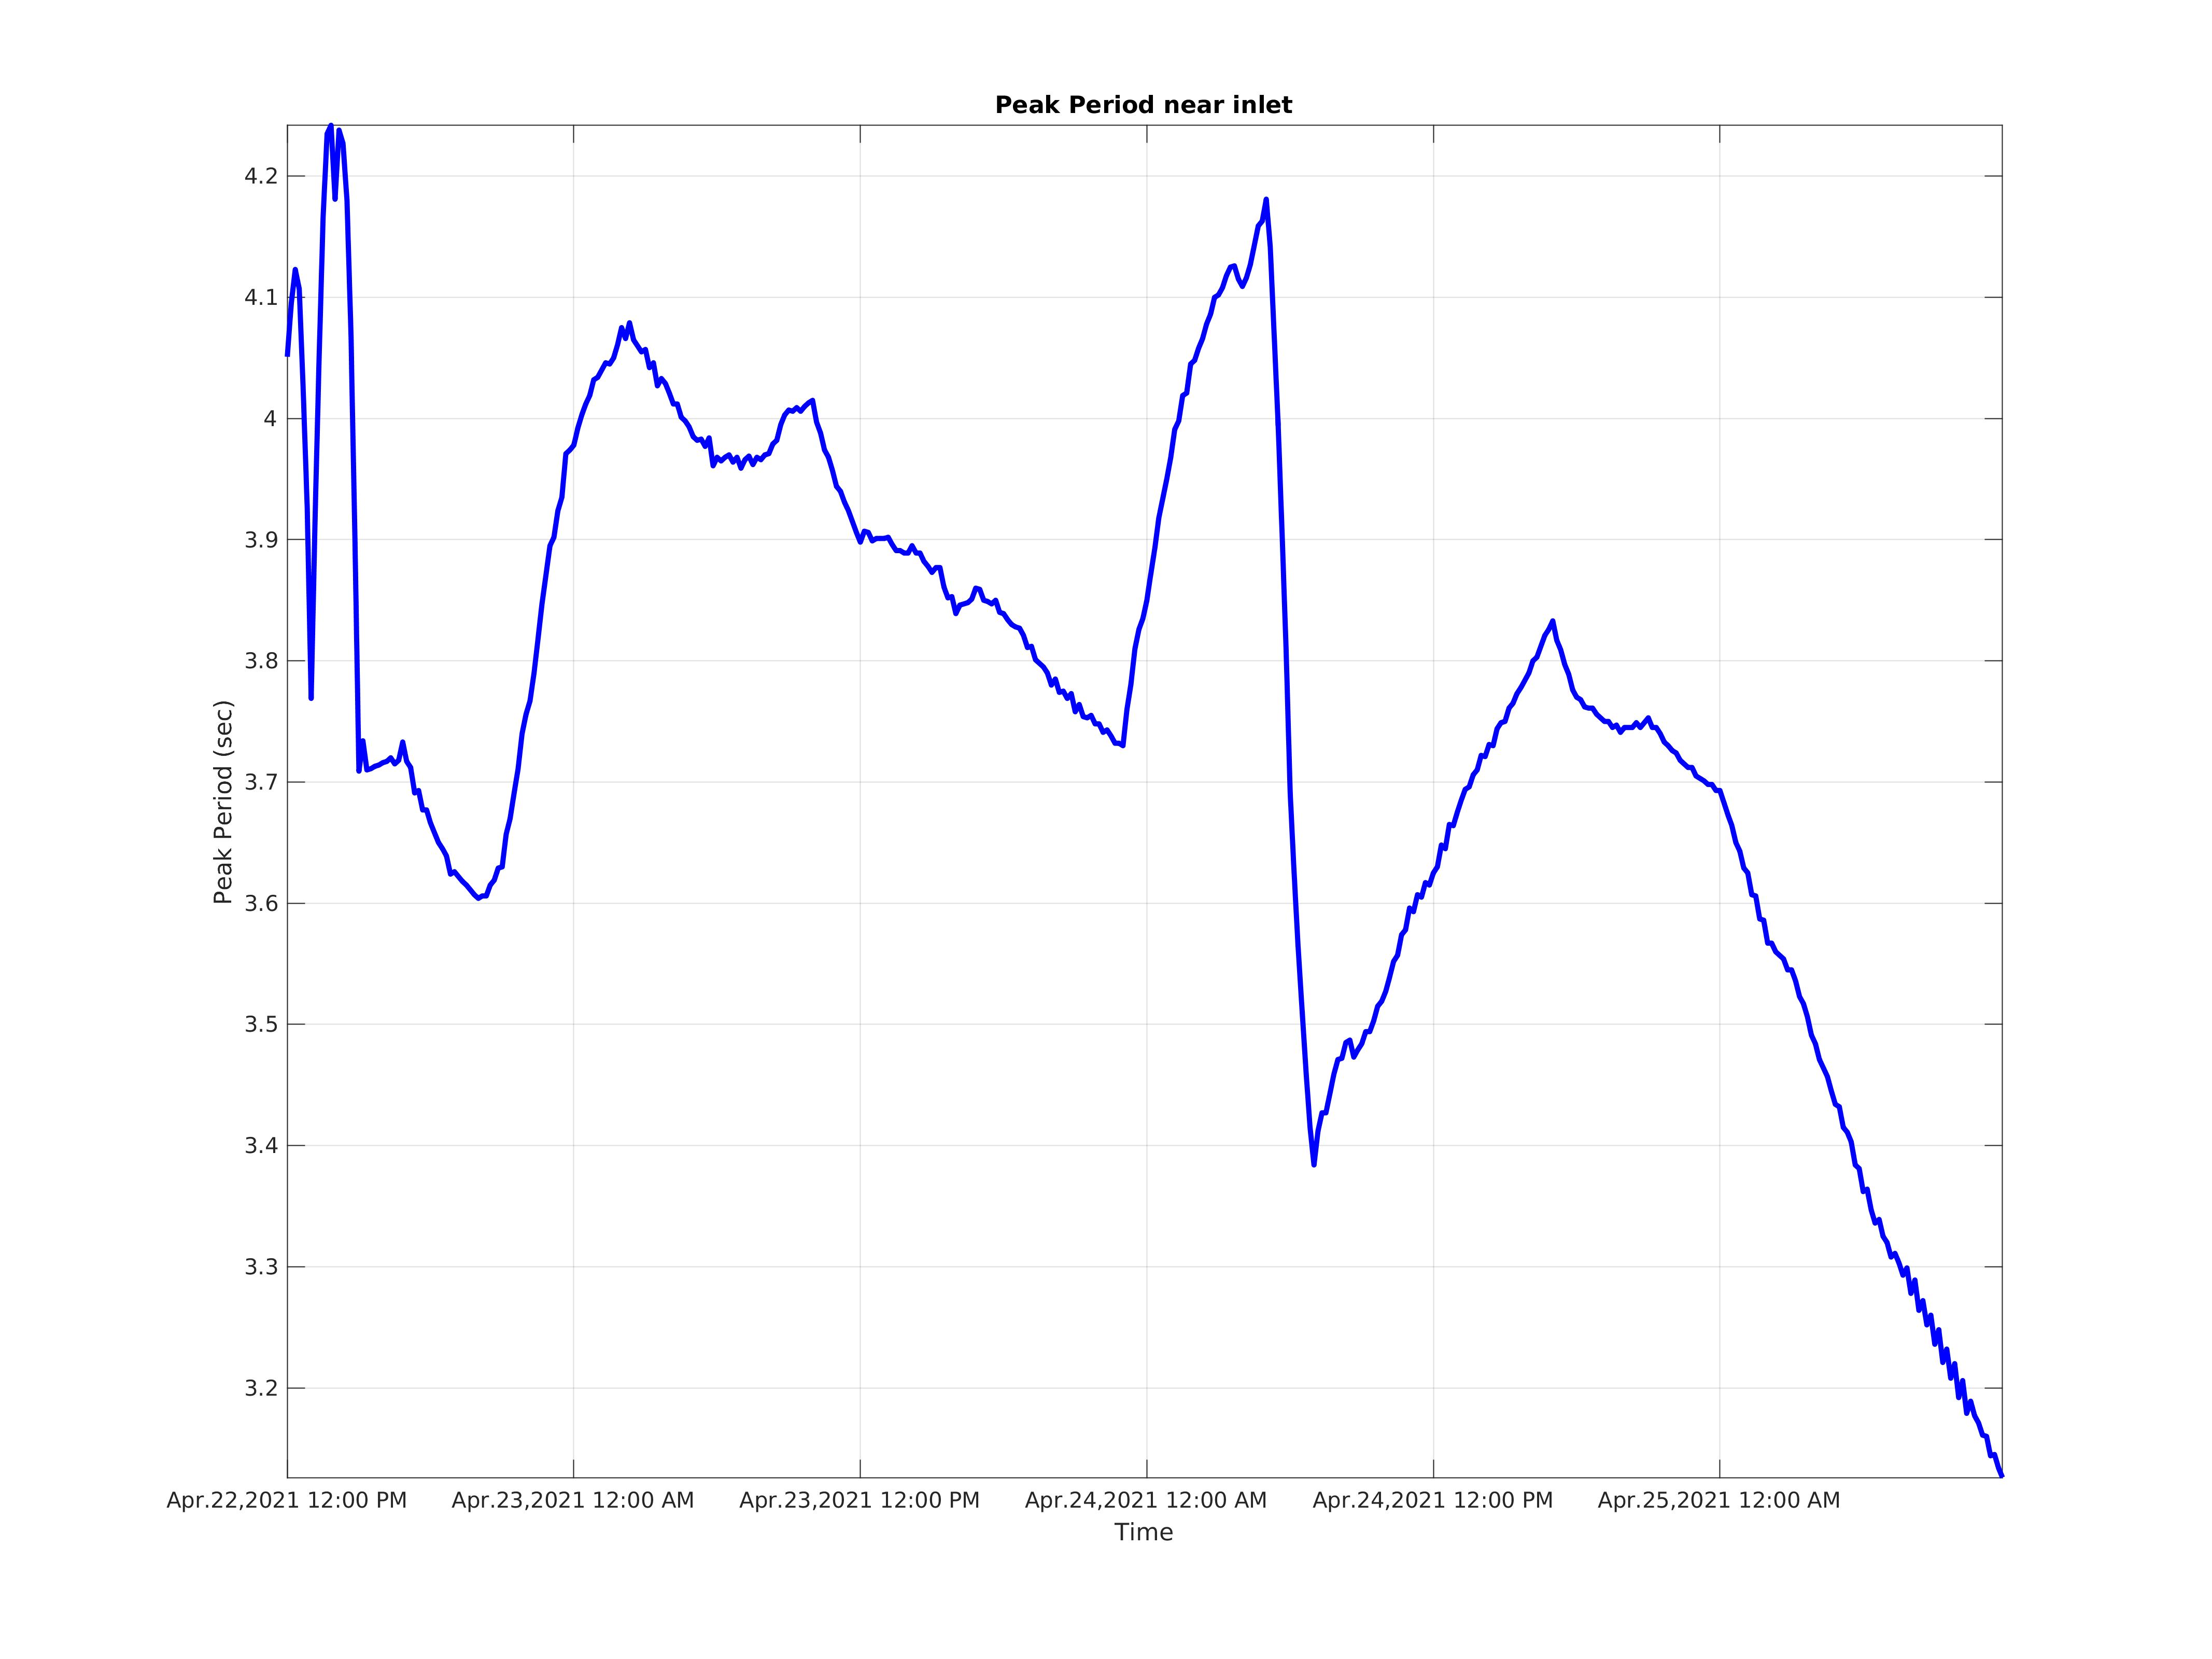 Peak Period near inlet
4.2
4.1
4
3.9
3.8
3.7
3.6
3.5
3.4
3.3
3.2
Peak Period (sec)
Apr.22,2021 12:00 PM Apr.23,2021 12:00 AM Apr.23,2021 12:00 PM Apr.24,2021 12:00 AM Apr.24,2021 12:00 PM Apr.25,2021 12:00 AM
Time